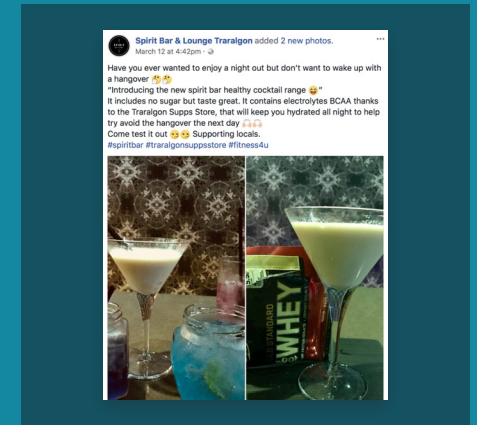 Spirit Bar & Lounge Traralgon added 2 new photos.
March 12 at 4:42pm ·
Have you ever wanted to enjoy a night out but don't want to wake up with
a hangover 🤔🤔
"Introducing the new spirit bar healthy cocktail range 😜"
It includes no sugar but taste great. It contains electrolytes BCAA thanks
to the Traralgon Supps Store, that will keep you hydrated all night to help
try avoid the hangover the next day 🙌🏻🙌🏻
Come test it out 😏😏 Supporting locals.
#spiritbar #traralgonsuppsstore #fitness4u
STANDARD
WHEY